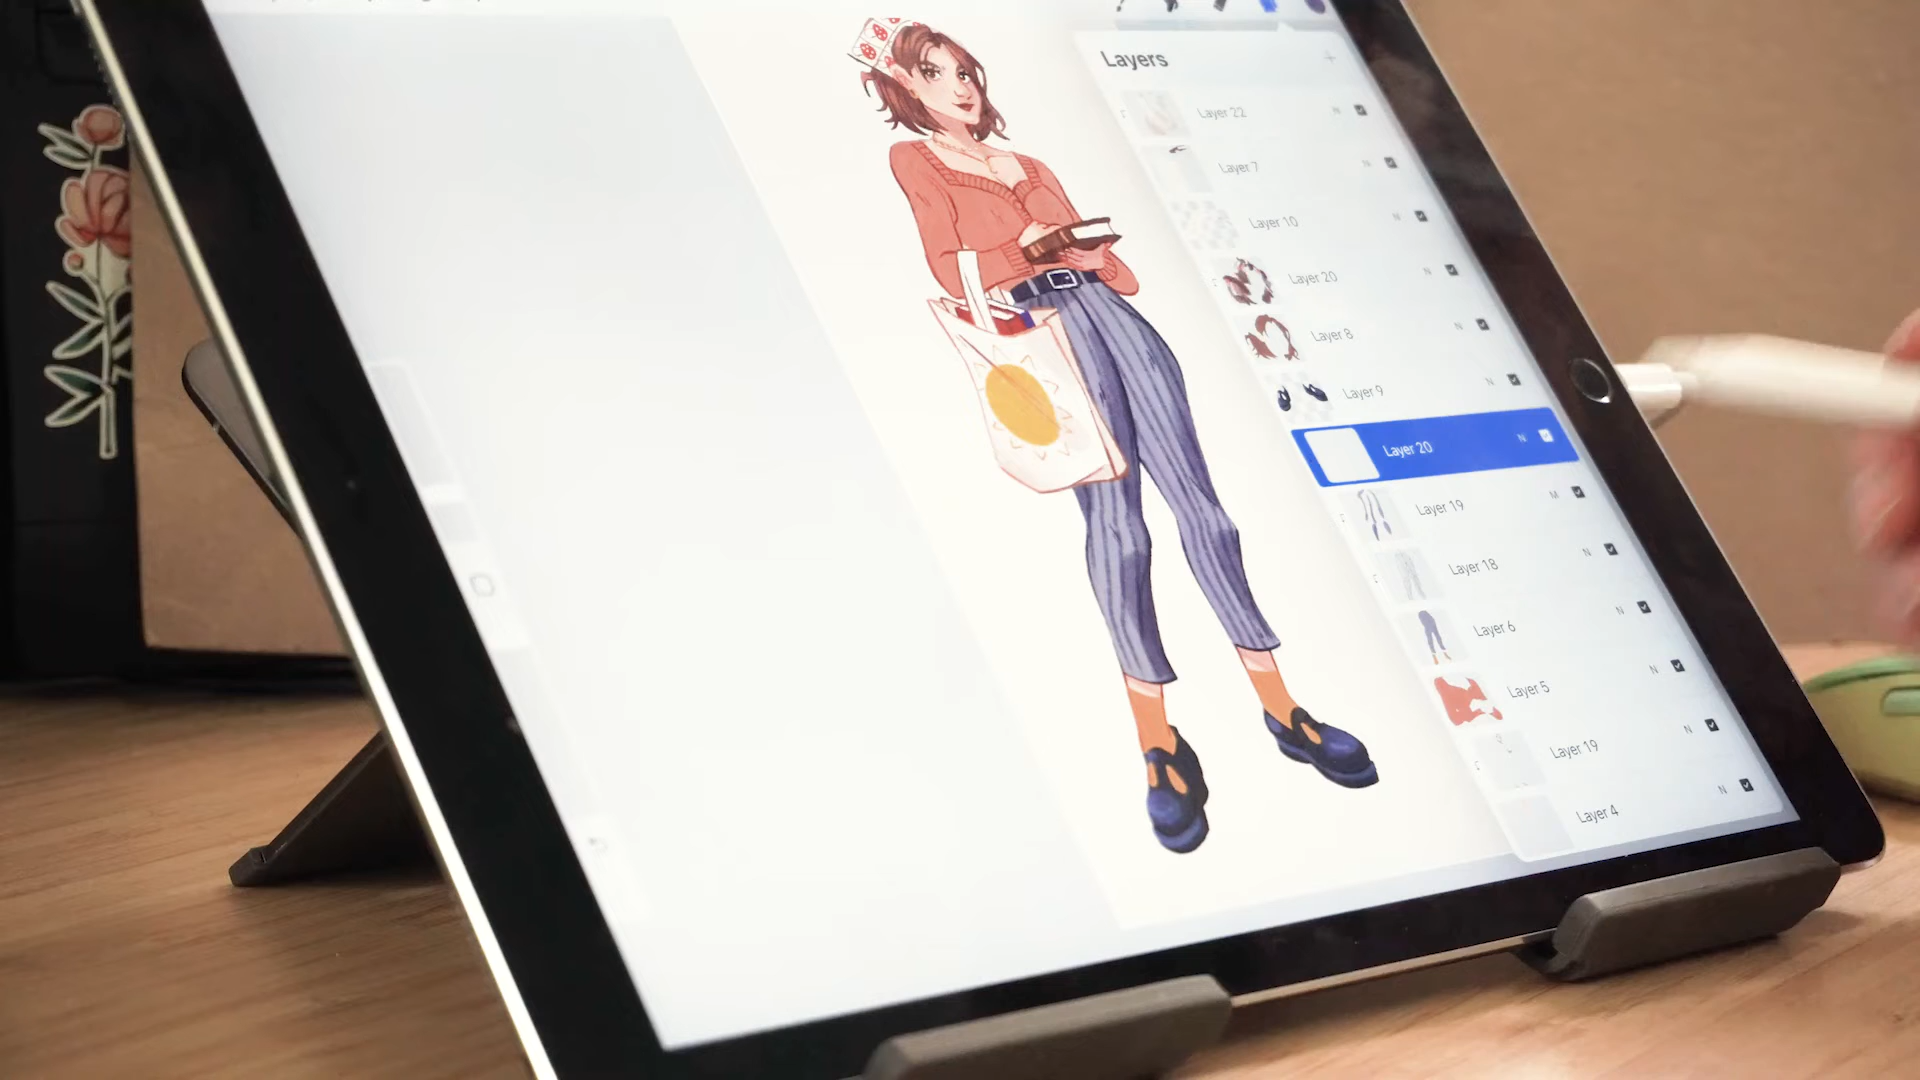 Layers
Layer 22 N
Layer 7 N
Layer 10 N
Layer 20 N
Layer 8 N
Layer 9 N
Layer 20 N
Layer 19 M
Layer 18 N
Layer 6 N
Layer 5 N
Layer 19 N
Layer 4 N